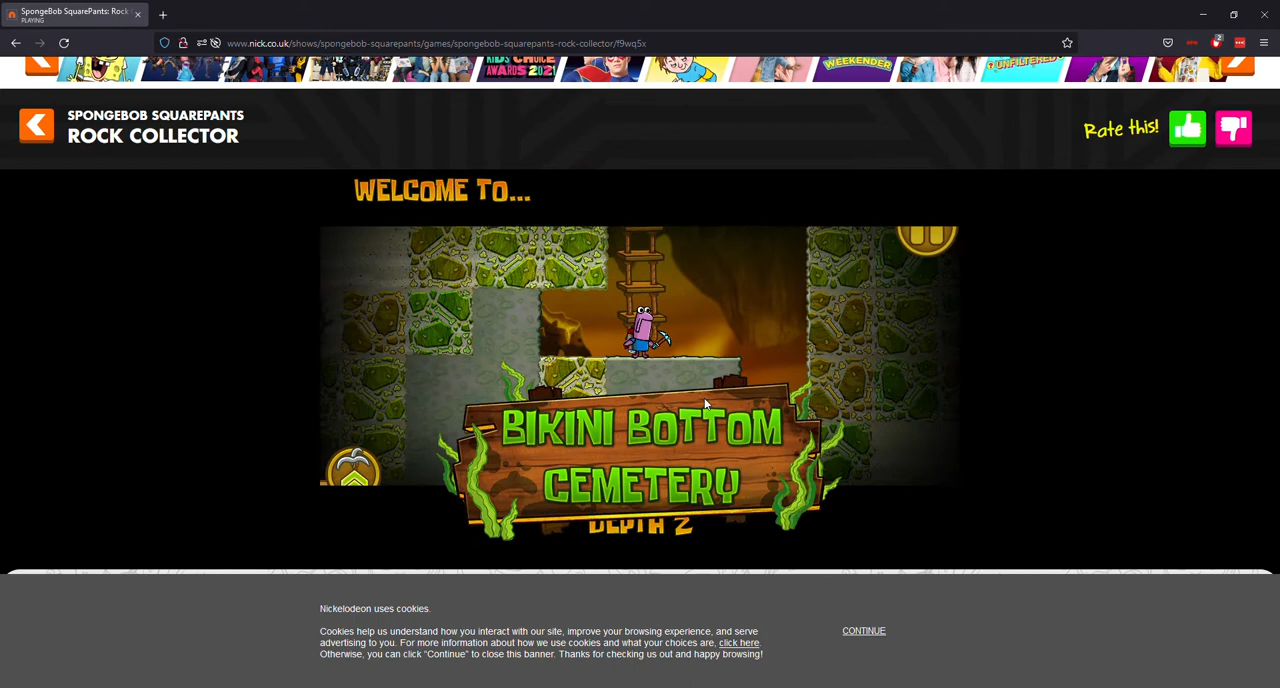 SpongeBob SquarePants: Rock
PLAYING
www.nick.co.uk/shows/spongebob-squarepants/games/spongebob-squarepants-rock-collector/f9wq5x
2
KIDS CHOICE
AWARDS 2021
WEEKENDER
UNFILTERED
SPONGEBOB SQUAREPANTS
ROCK COLLECTOR
Rate this!
WELCOME TO...
BIKINI BOTTOM
CEMETERY
DEPTH 2
Nickelodeon uses cookies.
Cookies help us understand how you interact with our site, improve your browsing experience, and serve
advertising to you. For more information about how we use cookies and what your choices are, click here.
Otherwise, you can click "Continue" to close this banner. Thanks for checking us out and happy browsing!
CONTINUE